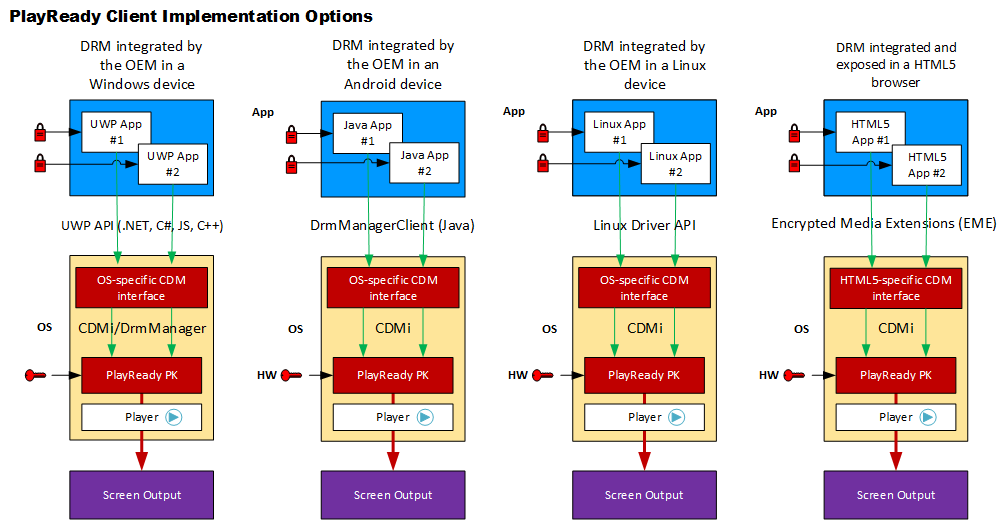 PlayReady Client Implementation Options
DRM integrated by
the OEM in a
Windows device
UWP App
#1
UWP App
#2
UWP API (.NET, C#, JS, C++)
OS-specific CDM
interface
OS
CDMi/DrmManager
PlayReady PK
Player
Screen Output
DRM integrated by
the OEM in an
Android device
App
Java App
#1
Java App
#2
DrmManagerClient (Java)
OS-specific CDM
interface
OS
CDMi
HW
PlayReady PK
Player
Screen Output
DRM integrated by
the OEM in a Linux
device
App
Linux App
#1
Linux App
#2
Linux Driver API
OS-specific CDM
interface
OS
CDMi
HW
PlayReady PK
Player
Screen Output
DRM integrated and
exposed in a HTML5
browser
App
HTML5
App #1
HTML5
App #2
Encrypted Media Extensions (EME)
HTML5-specific CDM
interface
OS
CDMi
HW
PlayReady PK
Player
Screen Output